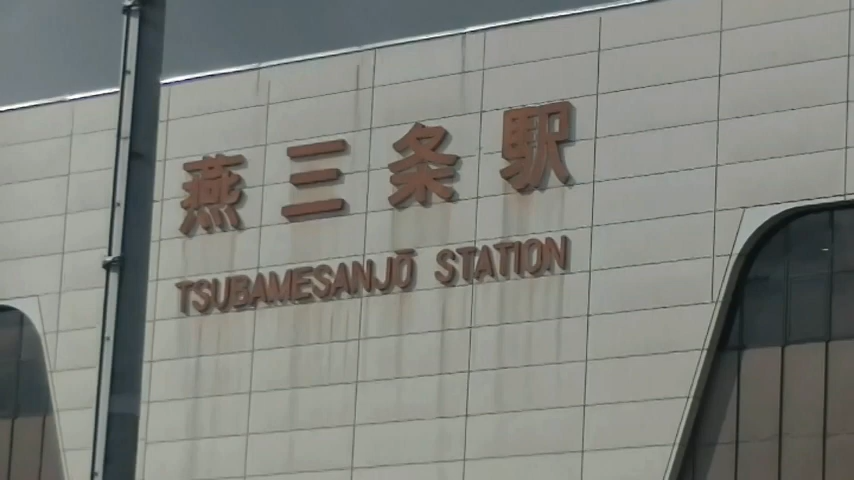 燕三条駅
TSUBAMESANJŌ STATION